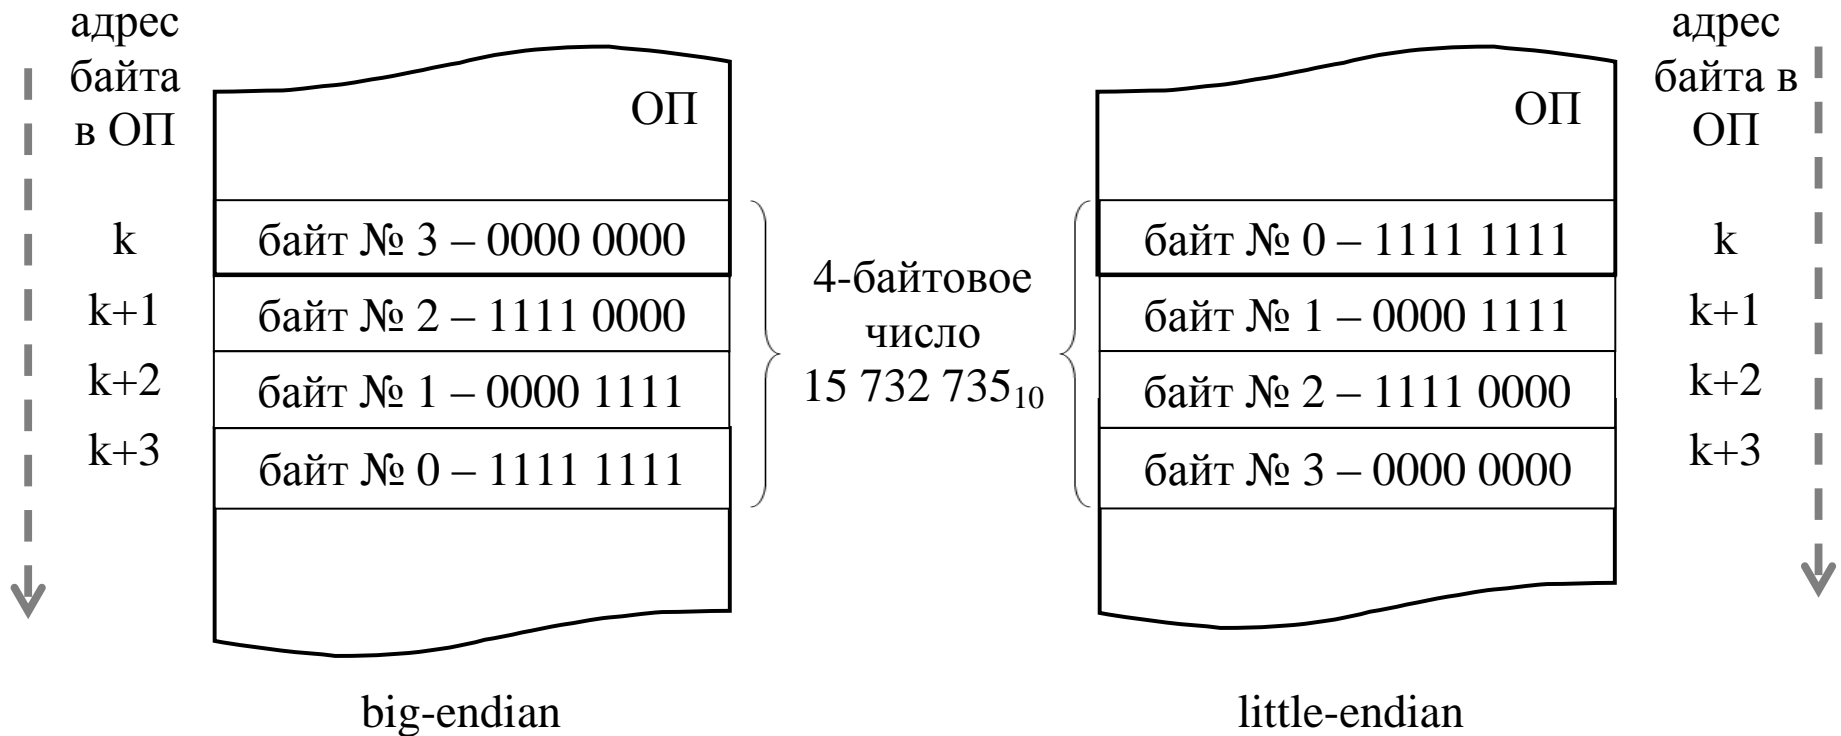 адрес
байта
в ОП
k
k+1
k+2
k+3
ОП
байт № 3 – 0000 0000
байт № 2 – 1111 0000
байт № 1 – 0000 1111
байт № 0 – 1111 1111
big-endian
4-байтовое
число
15 732 735₁₀
ОП
байт № 0 – 1111 1111
байт № 1 – 0000 1111
байт № 2 – 1111 0000
байт № 3 – 0000 0000
little-endian
адрес
байта в
ОП
k
k+1
k+2
k+3